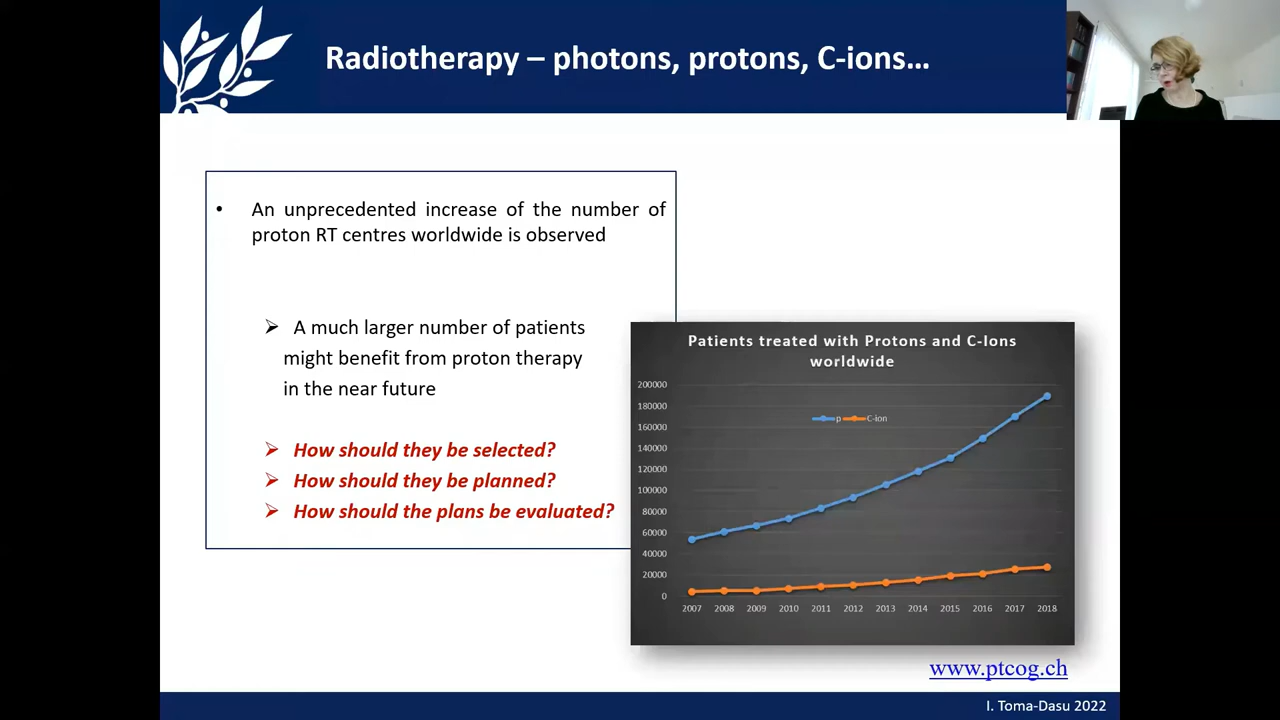 Radiotherapy – photons, protons, C-ions…
• An unprecedented increase of the number of
proton RT centres worldwide is observed
➢ A much larger number of patients
might benefit from proton therapy
in the near future
➢ How should they be selected?
➢ How should they be planned?
➢ How should the plans be evaluated?
Patients treated with Protons and C-Ions
worldwide
200000
180000
160000
140000
120000
100000
80000
60000
40000
20000
0
p C-ion
2007 2008 2009 2010 2011 2012 2013 2014 2015 2016 2017 2018
www.ptcog.ch
I. Toma-Dasu 2022